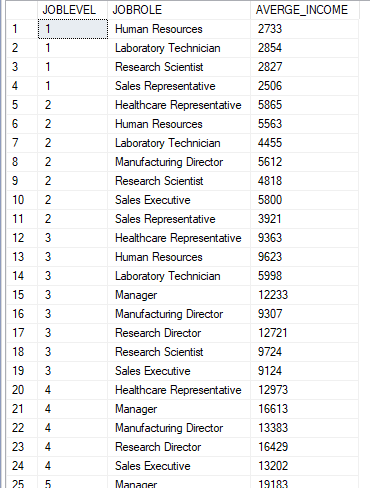 JOBLEVEL JOBROLE AVERGE_INCOME
1 1 Human Resources 2733
2 1 Laboratory Technician 2854
3 1 Research Scientist 2827
4 1 Sales Representative 2506
5 2 Healthcare Representative 5865
6 2 Human Resources 5563
7 2 Laboratory Technician 4455
8 2 Manufacturing Director 5612
9 2 Research Scientist 4818
10 2 Sales Executive 5800
11 2 Sales Representative 3921
12 3 Healthcare Representative 9363
13 3 Human Resources 9623
14 3 Laboratory Technician 5998
15 3 Manager 12233
16 3 Manufacturing Director 9307
17 3 Research Director 12721
18 3 Research Scientist 9724
19 3 Sales Executive 9124
20 4 Healthcare Representative 12973
21 4 Manager 16613
22 4 Manufacturing Director 13383
23 4 Research Director 16429
24 4 Sales Executive 13202
25 5 Manager 19183